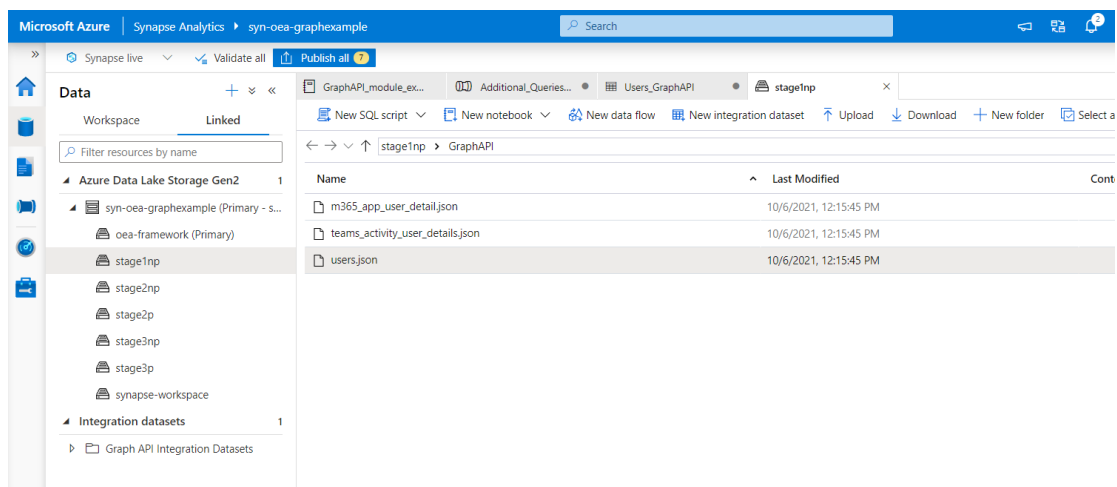 Microsoft Azure Synapse Analytics syn-oea-graphexample Search 2
Synapse live Validate all Publish all 7
Data
Workspace Linked
Filter resources by name
Azure Data Lake Storage Gen2 1
syn-oea-graphexample (Primary - s...
oea-framework (Primary)
stage1np
stage2np
stage2p
stage3np
stage3p
synapse-workspace
Integration datasets 1
Graph API Integration Datasets
GraphAPI_module_ex... Additional_Queries... Users_GraphAPI stage1np
New SQL script New notebook New data flow New integration dataset Upload Download New folder Select a
stage1np GraphAPI
Name Last Modified Cont
m365_app_user_detail.json 10/6/2021, 12:15:45 PM
teams_activity_user_details.json 10/6/2021, 12:15:45 PM
users.json 10/6/2021, 12:15:45 PM